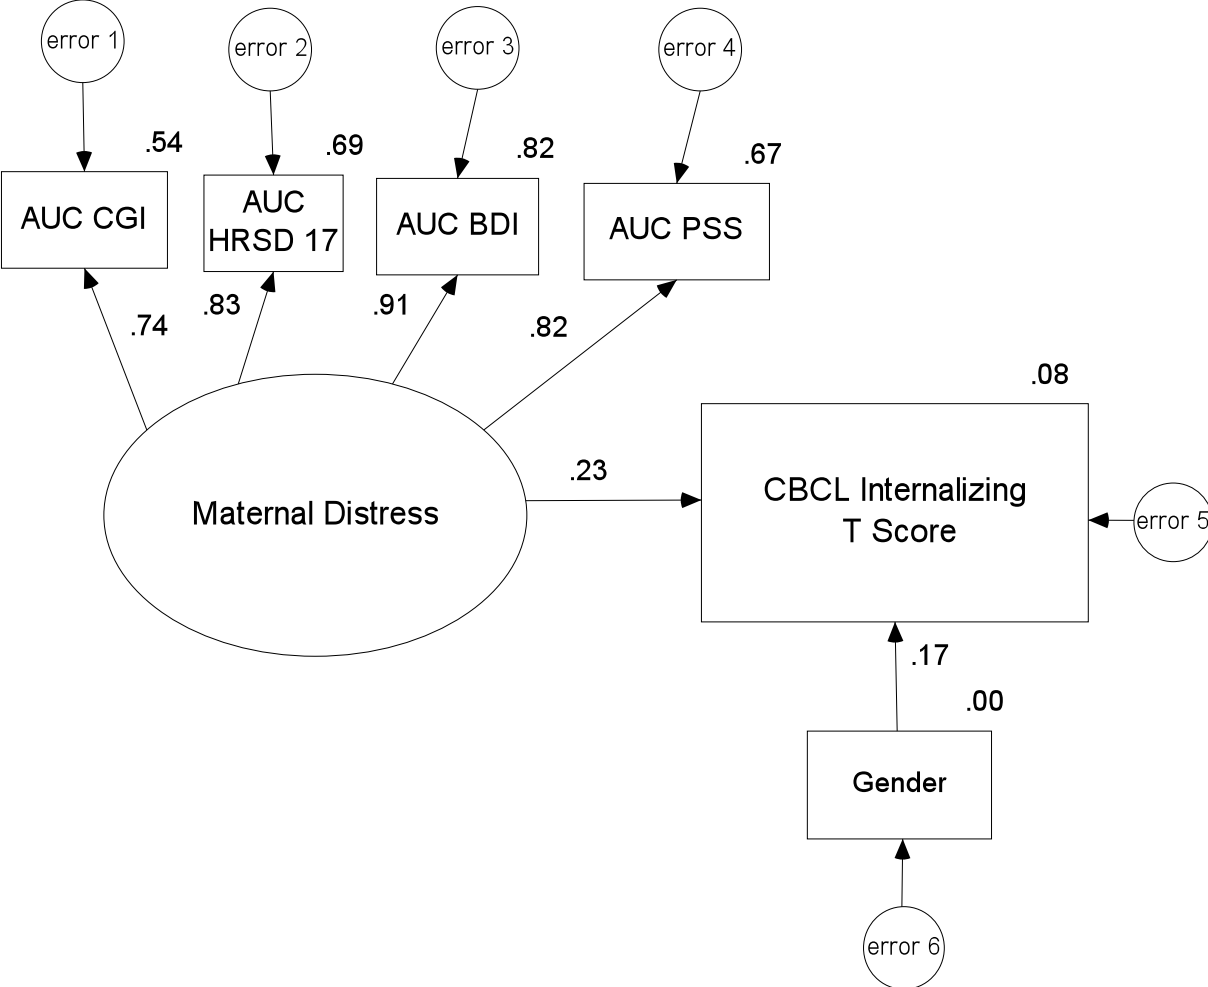 error 1
error 2
error 3
error 4
.54
.69
.82
.67
AUC CGI
AUC
HRSD 17
AUC BDI
AUC PSS
.74
.83
.91
.82
.08
.23
Maternal Distress
CBCL Internalizing
T Score
error 5
.17
.00
Gender
error 6